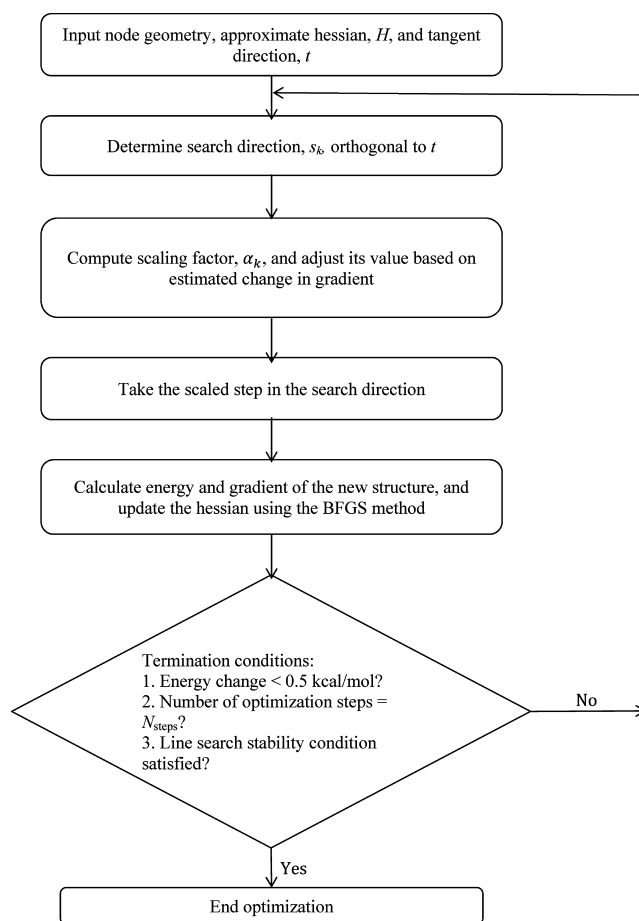 Input node geometry, approximate hessian, H, and tangent
direction, t
Determine search direction, sₖ, orthogonal to t
Compute scaling factor, αₖ, and adjust its value based on
estimated change in gradient
Take the scaled step in the search direction
Calculate energy and gradient of the new structure, and
update the hessian using the BFGS method
Termination conditions:
1. Energy change < 0.5 kcal/mol?
2. Number of optimization steps =
Nsteps?
3. Line search stability condition
satisfied?
No
Yes
End optimization